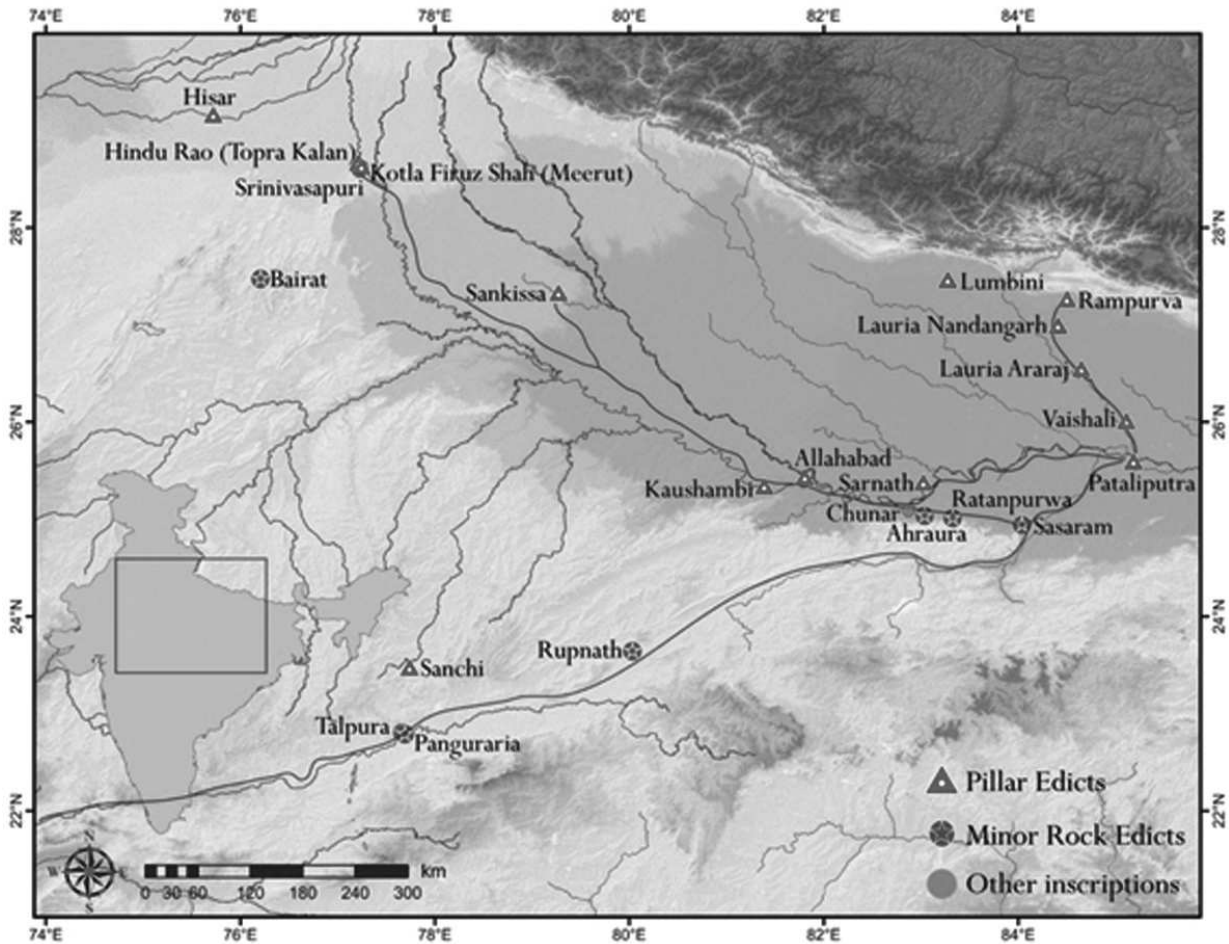 74°E 76°E 78°E 80°E 82°E 84°E
Hisar
Hindu Rao (Topra Kalan)
Kotla Firuz Shah (Meerut)
Srinivasapuri
28°N 28°N
Bairat
Sankissa
Lumbini
Rampurva
Lauria Nandangarh
Lauria Araraj
26°N 26°N
Vaishali
Allahabad
Kaushambi
Sarnath
Pataliputra
Ratanpurwa
Chunar
Ahraura
Sasaram
24°N 24°N
Rupnath
Sanchi
Talpura
Panguraria
22°N 22°N
Pillar Edicts
Minor Rock Edicts
Other inscriptions
N
W E
S
km
0 30 60 120 180 240 300
74°E 76°E 78°E 80°E 82°E 84°E